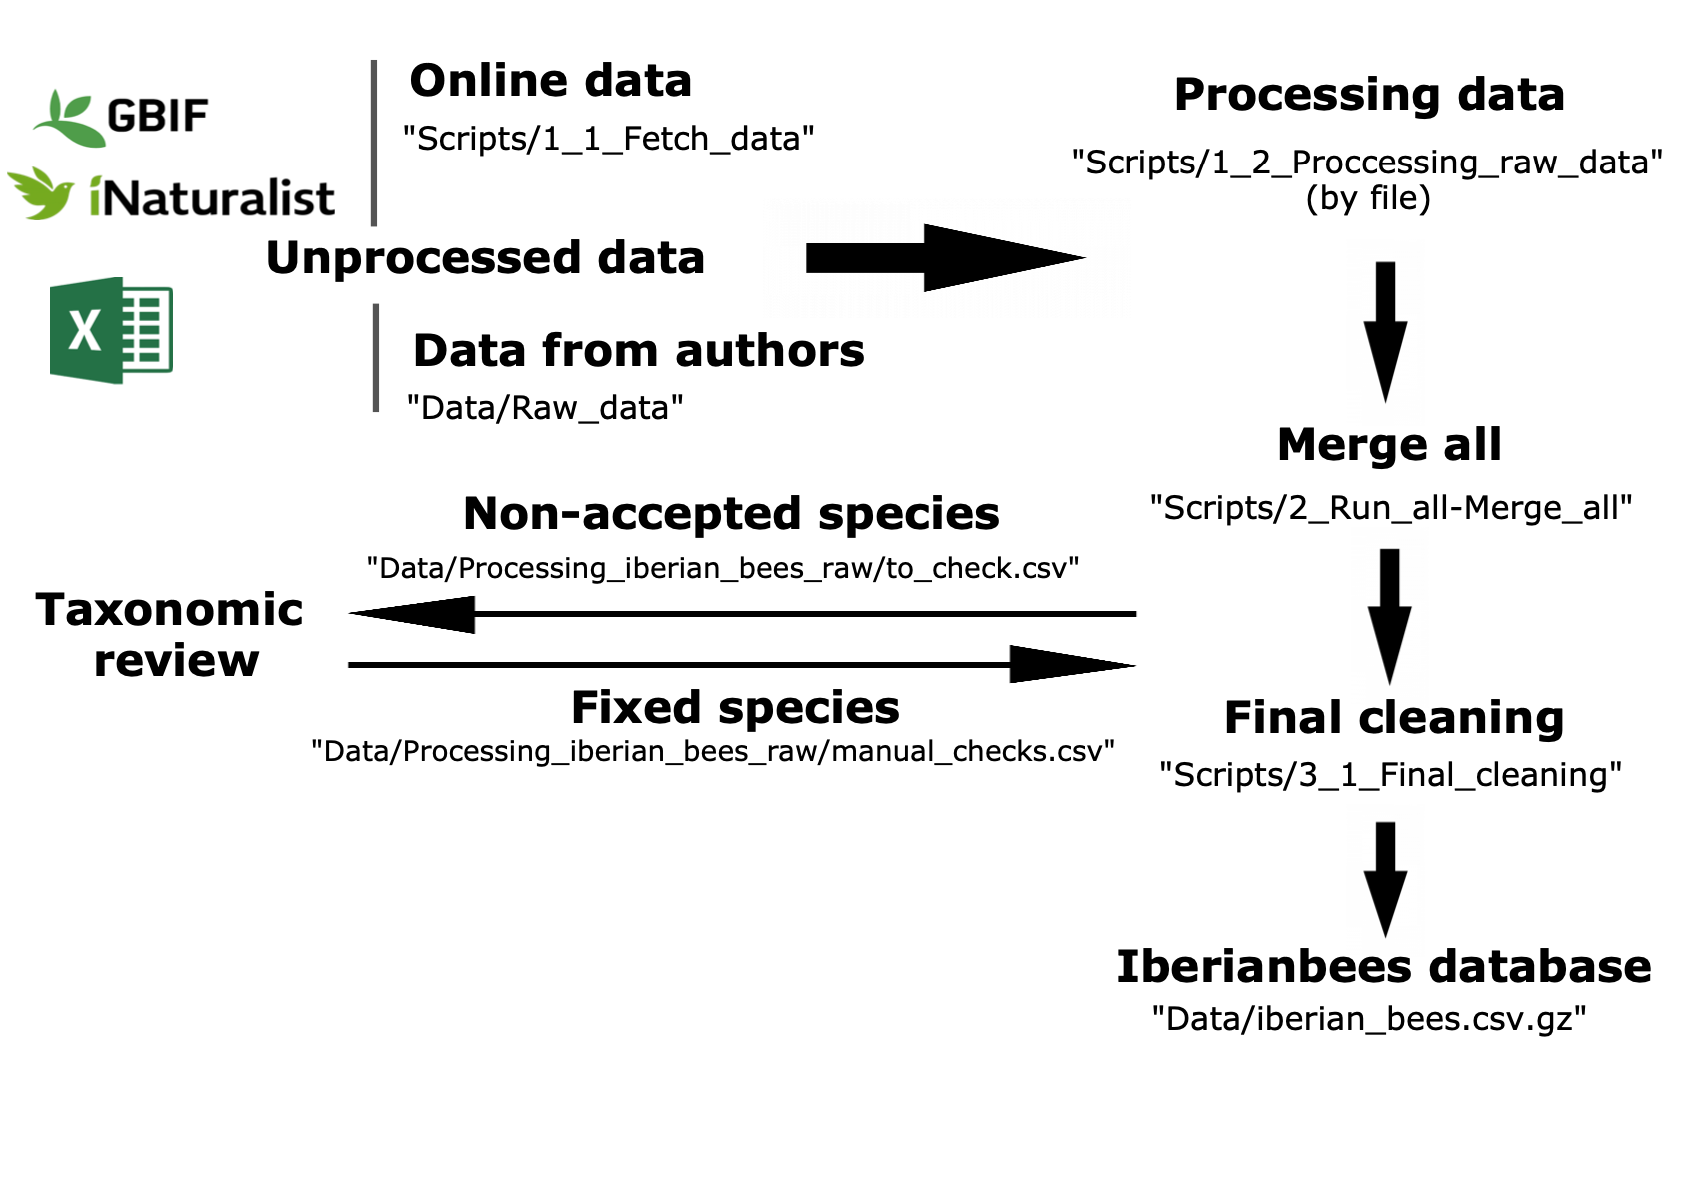 GBIF
iNaturalist
Online data
"Scripts/1_1_Fetch_data"
Unprocessed data
X
Data from authors
"Data/Raw_data"
Processing data
"Scripts/1_2_Proccessing_raw_data"
(by file)
Merge all
"Scripts/2_Run_all-Merge_all"
Non-accepted species
"Data/Processing_iberian_bees_raw/to_check.csv"
Taxonomic
review
Fixed species
"Data/Processing_iberian_bees_raw/manual_checks.csv"
Final cleaning
"Scripts/3_1_Final_cleaning"
Iberianbees database
"Data/iberian_bees.csv.gz"